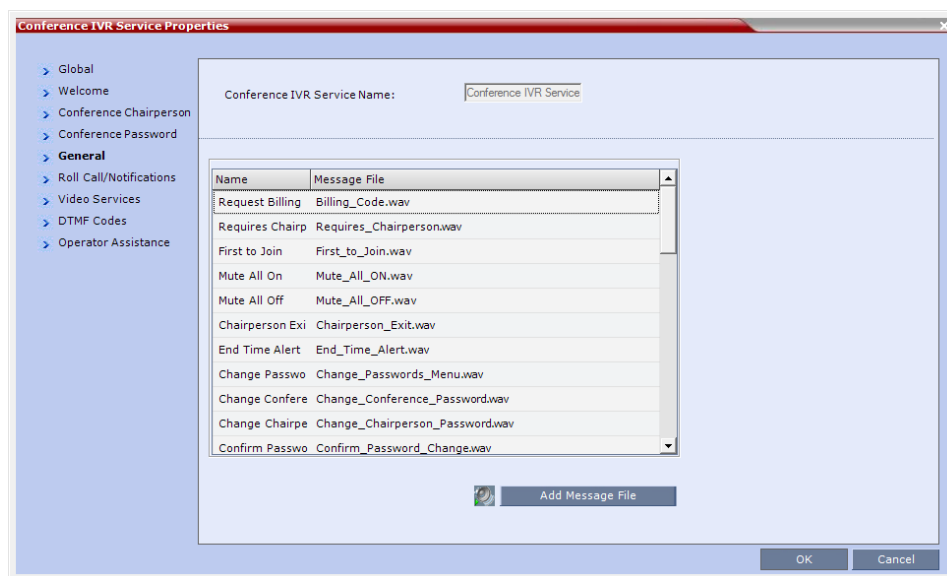 Conference IVR Service Properties
Global
Welcome
Conference Chairperson
Conference Password
General
Roll Call/Notifications
Video Services
DTMF Codes
Operator Assistance
Conference IVR Service Name: Conference IVR Service
Name Message File
Request Billing Billing_Code.wav
Requires Chairp Requires_Chairperson.wav
First to Join First_to_Join.wav
Mute All On Mute_All_ON.wav
Mute All Off Mute_All_OFF.wav
Chairperson Exi Chairperson_Exit.wav
End Time Alert End_Time_Alert.wav
Change Passwo Change_Passwords_Menu.wav
Change Confere Change_Conference_Password.wav
Change Chairpe Change_Chairperson_Password.wav
Confirm Passwo Confirm_Password_Change.wav
Add Message File
OK Cancel